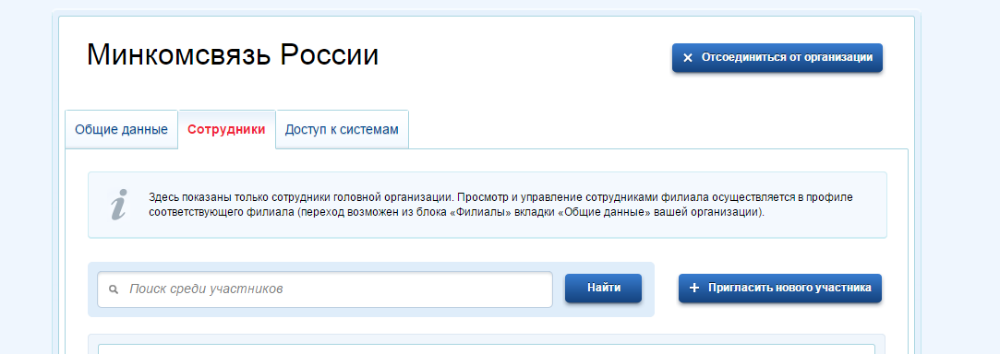 Минкомсвязь России
Отсоединиться от организации
Общие данные
Сотрудники
Доступ к системам
Здесь показаны только сотрудники головной организации. Просмотр и управление сотрудниками филиала осуществляется в профиле
соответствующего филиала (переход возможен из блока «Филиалы» вкладки «Общие данные» вашей организации).
Поиск среди участников
Найти
Пригласить нового участника